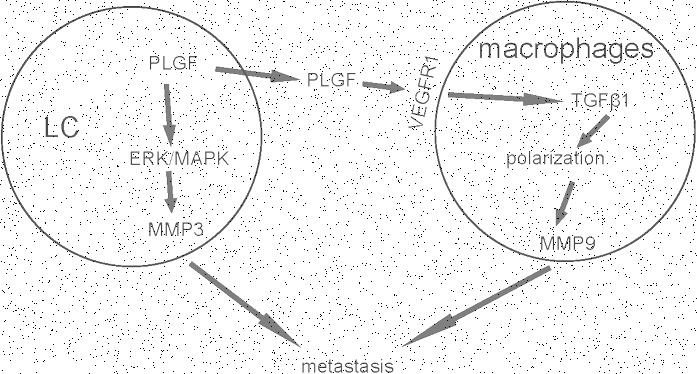 macrophages
PLGF
PLGF
VEGFR1
TGFβ1
LC
ERK/MAPK
polarization
MMP3
MMP9
metastasis